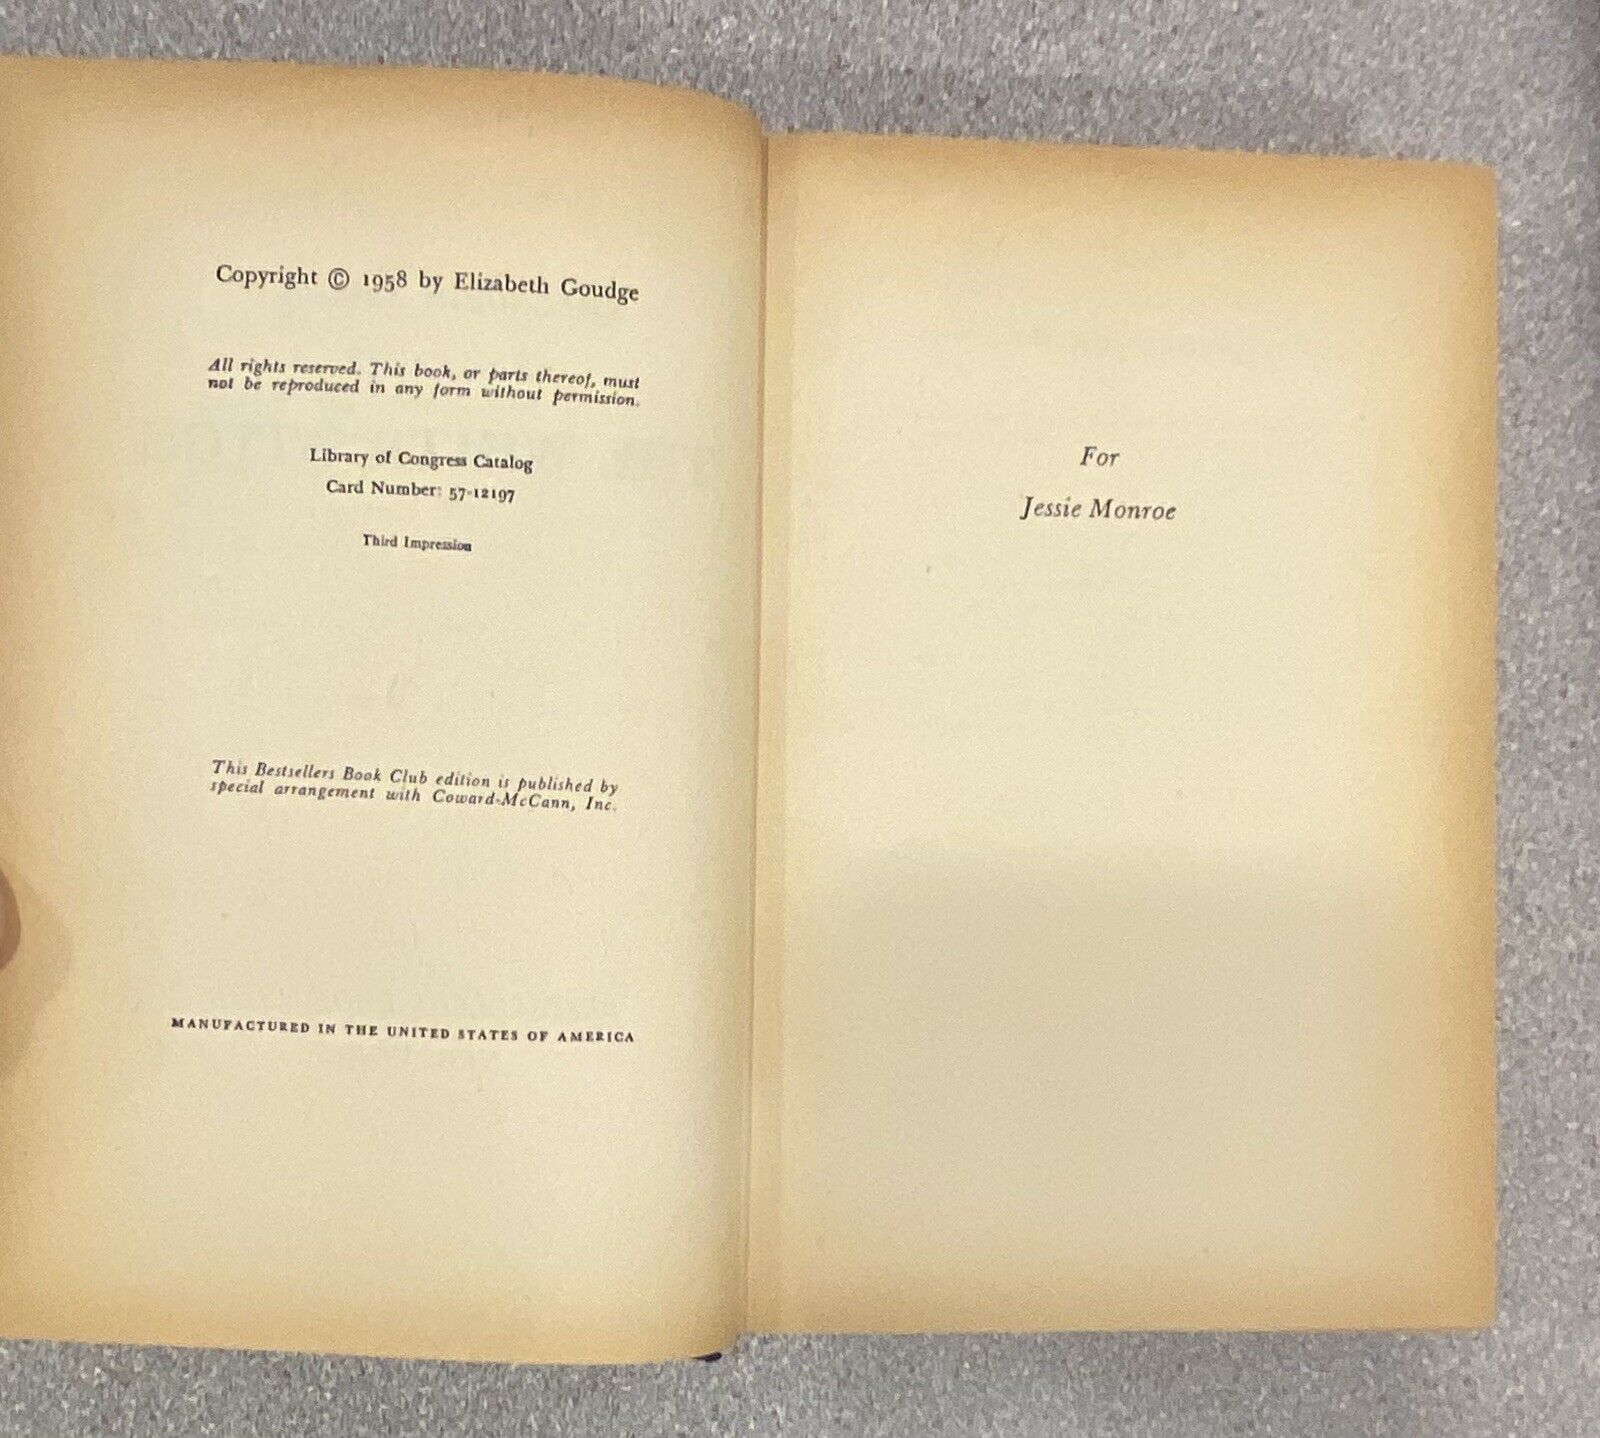 Copyright © 1958 by Elizabeth Goudge
All rights reserved. This book, or parts thereof, must
not be reproduced in any form without permission.
Library of Congress Catalog
Card Number: 57-12197
Third Impression
This Bestsellers Book Club edition is published by
special arrangement with Coward-McCann, Inc.
MANUFACTURED IN THE UNITED STATES OF AMERICA
For
Jessie Monroe